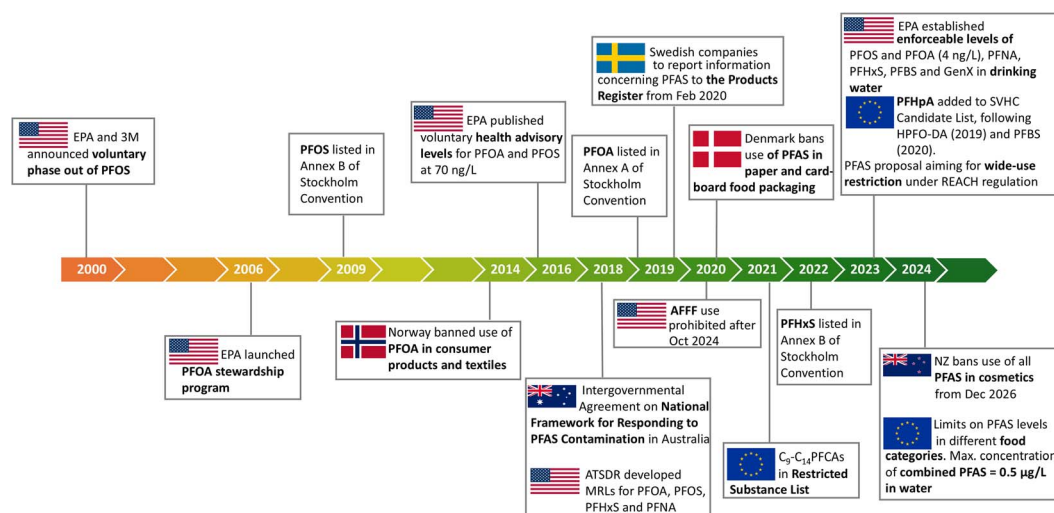 EPA and 3M
announced voluntary
phase out of PFOS
PFOS listed in
Annex B of
Stockholm
Convention
EPA published
voluntary health advisory
levels for PFOA and PFOS
at 70 ng/L
PFOA listed in
Annex A of
Stockholm
Convention
Swedish companies
to report information
concerning PFAS to the Products
Register from Feb 2020
Denmark bans
use of PFAS in
paper and card-
board food packaging
EPA established
enforceable levels of
PFOS and PFOA (4 ng/L), PFNA,
PFHxS, PFBS and GenX in drinking
water
PFHpA added to SVHC
Candidate List, following
HPFO-DA (2019) and PFBS
(2020).
PFAS proposal aiming for wide-use
restriction under REACH regulation
2000
2006
2009
2014
2016
2018
2019
2020
2021
2022
2023
2024
EPA launched
PFOA stewardship
program
Norway banned use of
PFOA in consumer
products and textiles
Intergovernmental
Agreement on National
Framework for Responding to
PFAS Contamination in Australia
ATSDR developed
MRLs for PFOA, PFOS,
PFHxS and PFNA
AFFF use
prohibited after
Oct 2024
C₉-C₁₄PFCAs
in Restricted
Substance List
PFHxS listed in
Annex B of
Stockholm
Convention
NZ bans use of all
PFAS in cosmetics
from Dec 2026
Limits on PFAS levels
in different food
categories. Max. concentration
of combined PFAS = 0.5 µg/L
in water